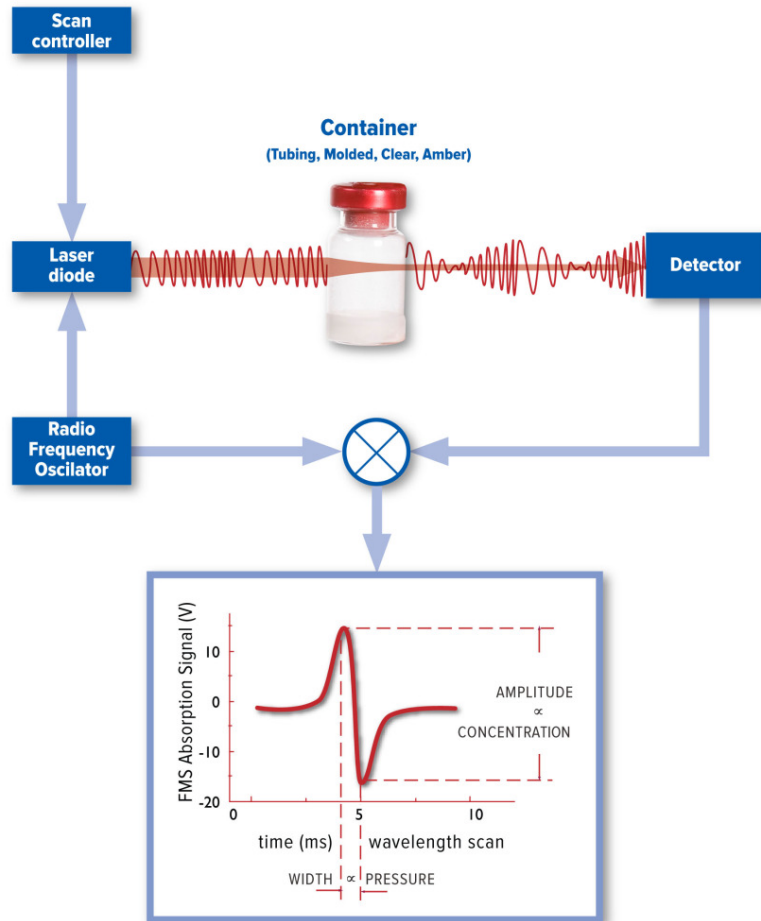 Scan
controller
Container
(Tubing, Molded, Clear, Amber)
Laser
diode
Detector
Radio
Frequency
Oscilator
FMS Absorption Signal (V)
10
0
-10
-20
0
5
10
time (ms)
wavelength scan
AMPLITUDE
∝
CONCENTRATION
WIDTH ∝ PRESSURE